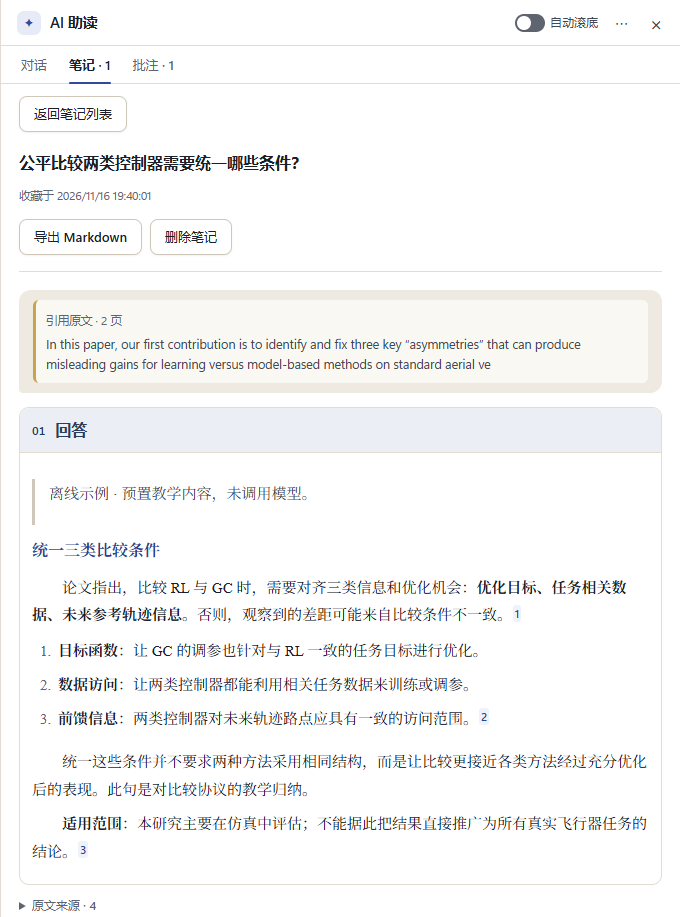 AI 助读
自动滚底
对话 笔记 · 1 批注 · 1
返回笔记列表
公平比较两类控制器需要统一哪些条件？
收藏于 2026/11/16 19:40:01
导出 Markdown 删除笔记
引用原文 · 2 页
In this paper, our first contribution is to identify and fix three key “asymmetries” that can produce
misleading gains for learning versus model-based methods on standard aerial ve
01 回答
离线示例 · 预置教学内容，未调用模型。
统一三类比较条件
论文指出，比较 RL 与 GC 时，需要对齐三类信息和优化机会：优化目标、任务相关数
据、未来参考轨迹信息。否则，观察到的差距可能来自比较条件不一致。 1
1. 目标函数：让 GC 的调参也针对与 RL 一致的任务目标进行优化。
2. 数据访问：让两类控制器都能利用相关任务数据来训练或调参。
3. 前馈信息：两类控制器对未来轨迹路点应具有一致的访问范围。 2
统一这些条件并不要求两种方法采用相同结构，而是让比较更接近各类方法经过充分优化
后的表现。此句是对比较协议的教学归纳。
适用范围：本研究主要在仿真中评估；不能据此把结果直接推广为所有真实飞行器任务的
结论。 3
原文来源 · 4